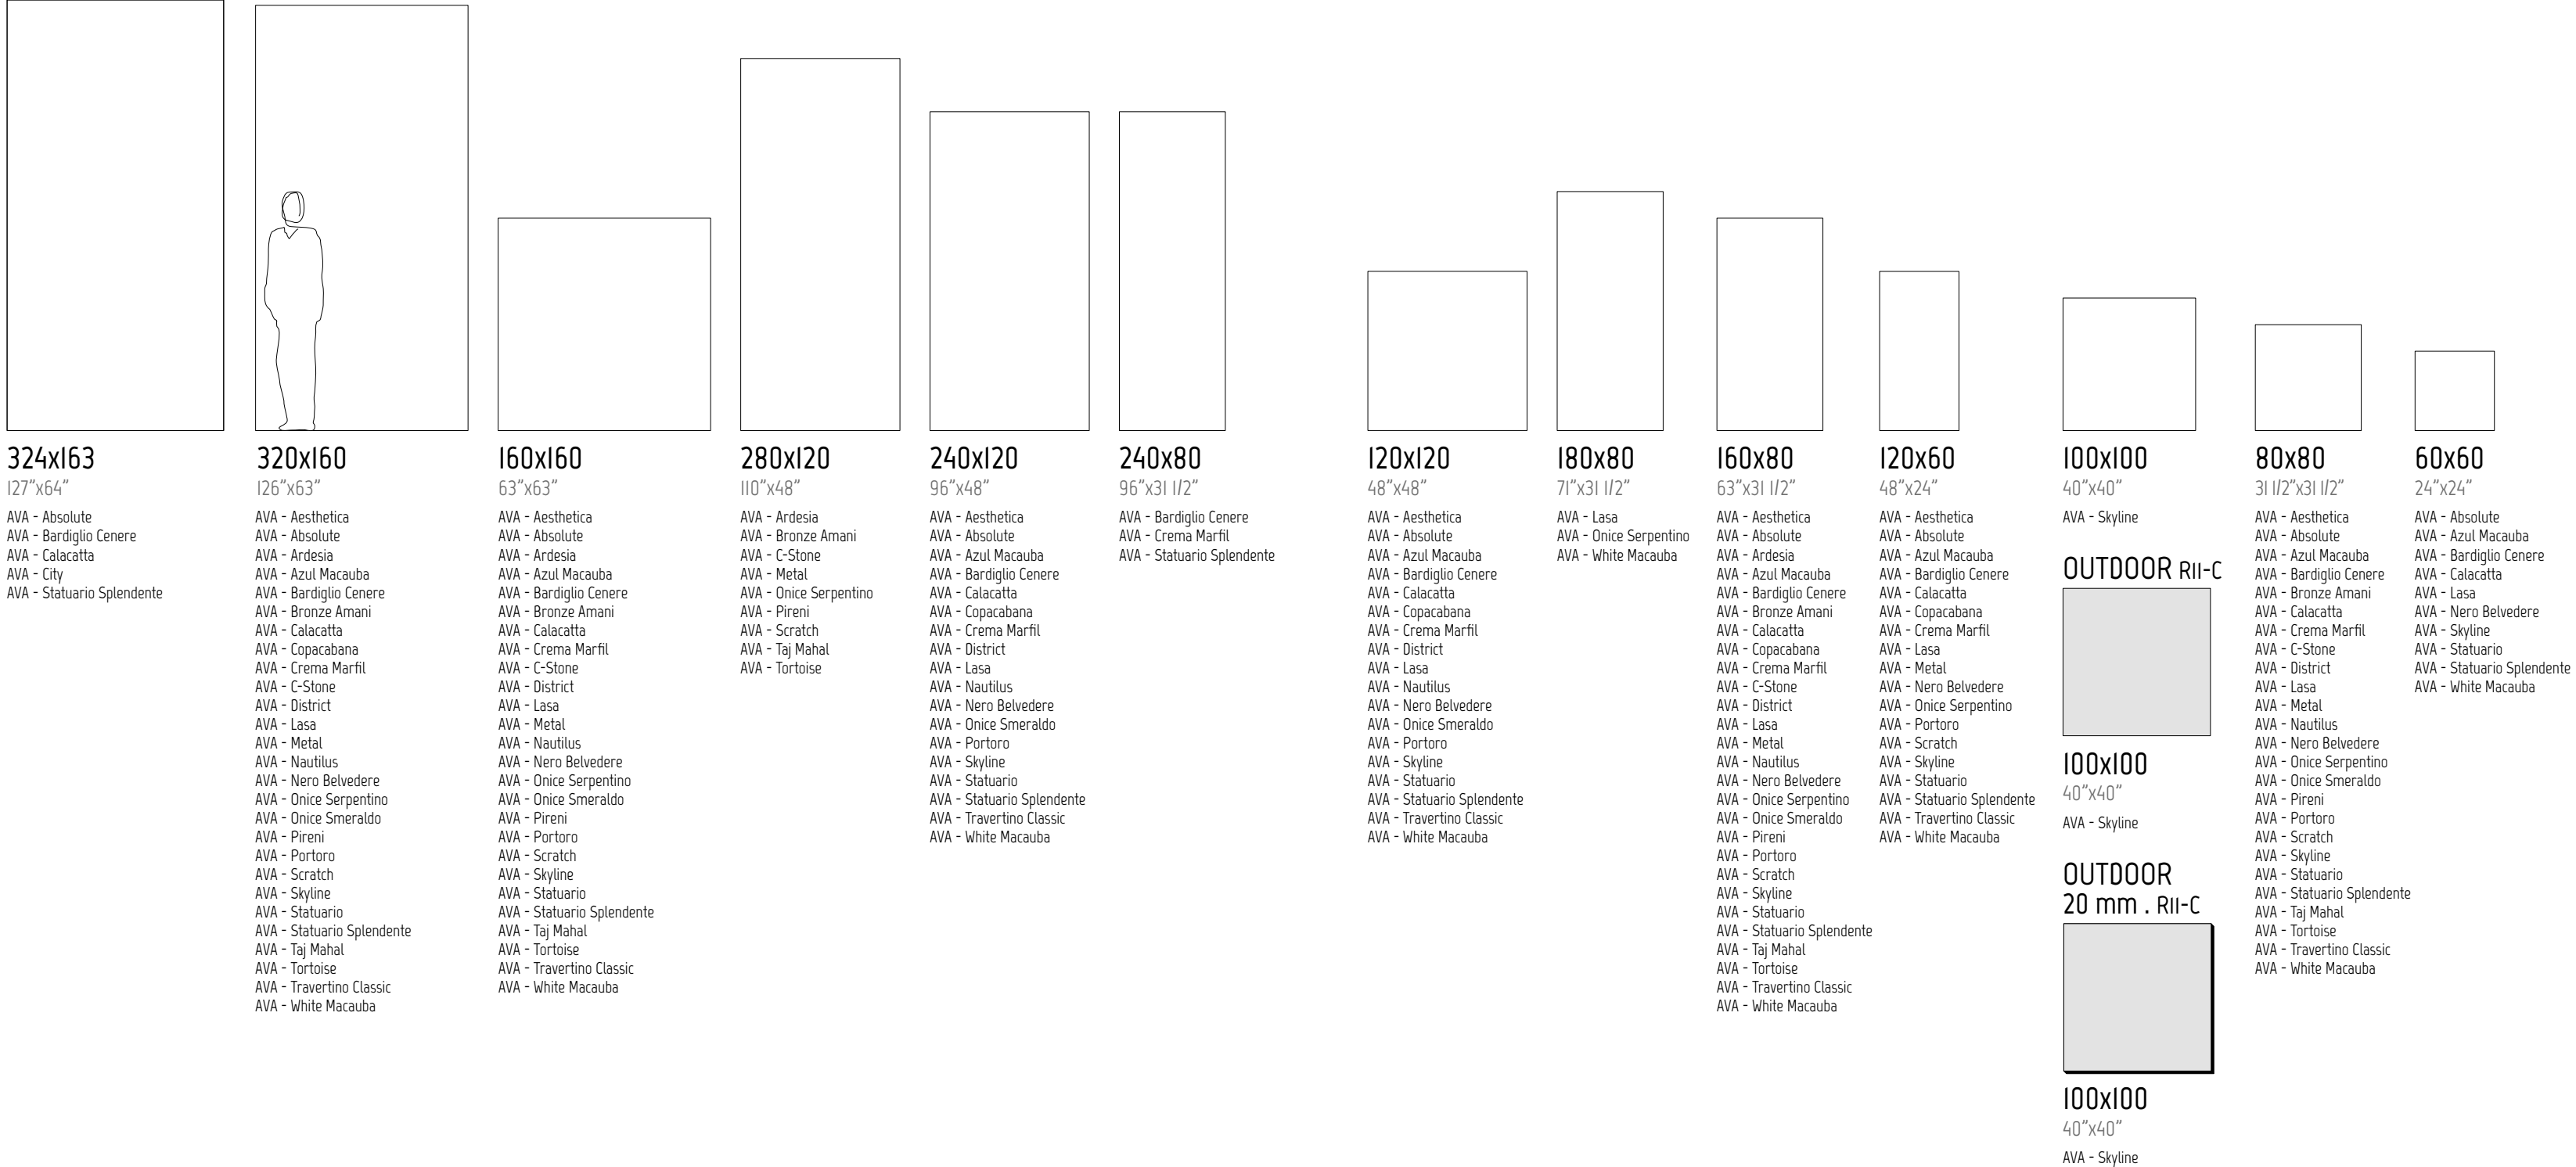 324x163
127"x64"
AVA - Absolute
AVA - Bardiglio Cenere
AVA - Calacatta
AVA - City
AVA - Statuario Splendente
320x160
126"x63"
AVA - Aesthetica
AVA - Absolute
AVA - Ardesia
AVA - Azul Macauba
AVA - Bardiglio Cenere
AVA - Bronze Amani
AVA - Calacatta
AVA - Copacabana
AVA - Crema Marfil
AVA - C-Stone
AVA - District
AVA - Lasa
AVA - Metal
AVA - Nautilus
AVA - Nero Belvedere
AVA - Onice Serpentino
AVA - Onice Smeraldo
AVA - Pireni
AVA - Portoro
AVA - Scratch
AVA - Skyline
AVA - Statuario
AVA - Statuario Splendente
AVA - Taj Mahal
AVA - Tortoise
AVA - Travertino Classic
AVA - White Macauba
160x160
63"x63"
AVA - Aesthetica
AVA - Absolute
AVA - Ardesia
AVA - Azul Macauba
AVA - Bardiglio Cenere
AVA - Bronze Amani
AVA - Calacatta
AVA - Crema Marfil
AVA - C-Stone
AVA - District
AVA - Lasa
AVA - Metal
AVA - Nautilus
AVA - Nero Belvedere
AVA - Onice Serpentino
AVA - Onice Smeraldo
AVA - Pireni
AVA - Portoro
AVA - Scratch
AVA - Skyline
AVA - Statuario
AVA - Statuario Splendente
AVA - Taj Mahal
AVA - Tortoise
AVA - Travertino Classic
AVA - White Macauba
280x120
110"x48"
AVA - Ardesia
AVA - Bronze Amani
AVA - C-Stone
AVA - Metal
AVA - Onice Serpentino
AVA - Pireni
AVA - Scratch
AVA - Taj Mahal
AVA - Tortoise
240x120
96"x48"
AVA - Aesthetica
AVA - Absolute
AVA - Azul Macauba
AVA - Bardiglio Cenere
AVA - Calacatta
AVA - Copacabana
AVA - Crema Marfil
AVA - District
AVA - Lasa
AVA - Nautilus
AVA - Nero Belvedere
AVA - Onice Smeraldo
AVA - Portoro
AVA - Skyline
AVA - Statuario
AVA - Statuario Splendente
AVA - Travertino Classic
AVA - White Macauba
240x80
96"x31 1/2"
AVA - Bardiglio Cenere
AVA - Crema Marfil
AVA - Statuario Splendente
120x120
48"x48"
AVA - Aesthetica
AVA - Absolute
AVA - Azul Macauba
AVA - Bardiglio Cenere
AVA - Calacatta
AVA - Copacabana
AVA - Crema Marfil
AVA - District
AVA - Lasa
AVA - Nautilus
AVA - Nero Belvedere
AVA - Onice Smeraldo
AVA - Portoro
AVA - Skyline
AVA - Statuario
AVA - Statuario Splendente
AVA - Travertino Classic
AVA - White Macauba
180x80
71"x31 1/2"
AVA - Lasa
AVA - Onice Serpentino
AVA - White Macauba
160x80
63"x31 1/2"
AVA - Aesthetica
AVA - Absolute
AVA - Ardesia
AVA - Azul Macauba
AVA - Bardiglio Cenere
AVA - Bronze Amani
AVA - Calacatta
AVA - Copacabana
AVA - Crema Marfil
AVA - C-Stone
AVA - District
AVA - Lasa
AVA - Metal
AVA - Nautilus
AVA - Nero Belvedere
AVA - Onice Serpentino
AVA - Onice Smeraldo
AVA - Pireni
AVA - Portoro
AVA - Scratch
AVA - Skyline
AVA - Statuario
AVA - Statuario Splendente
AVA - Taj Mahal
AVA - Tortoise
AVA - Travertino Classic
AVA - White Macauba
120x60
48"x24"
AVA - Aesthetica
AVA - Absolute
AVA - Azul Macauba
AVA - Bardiglio Cenere
AVA - Calacatta
AVA - Copacabana
AVA - Crema Marfil
AVA - Lasa
AVA - Metal
AVA - Nero Belvedere
AVA - Onice Serpentino
AVA - Portoro
AVA - Scratch
AVA - Skyline
AVA - Statuario
AVA - Statuario Splendente
AVA - Travertino Classic
AVA - White Macauba
100x100
40"x40"
AVA - Skyline
OUTDOOR R11-C
100x100
40"x40"
AVA - Skyline
OUTDOOR
20 mm . R11-C
100x100
40"x40"
AVA - Skyline
80x80
31 1/2"x31 1/2"
AVA - Aesthetica
AVA - Absolute
AVA - Azul Macauba
AVA - Bardiglio Cenere
AVA - Bronze Amani
AVA - Calacatta
AVA - Crema Marfil
AVA - C-Stone
AVA - District
AVA - Lasa
AVA - Metal
AVA - Nautilus
AVA - Nero Belvedere
AVA - Onice Serpentino
AVA - Onice Smeraldo
AVA - Pireni
AVA - Portoro
AVA - Scratch
AVA - Skyline
AVA - Statuario
AVA - Statuario Splendente
AVA - Taj Mahal
AVA - Tortoise
AVA - Travertino Classic
AVA - White Macauba
60x60
24"x24"
AVA - Absolute
AVA - Azul Macauba
AVA - Bardiglio Cenere
AVA - Calacatta
AVA - Lasa
AVA - Nero Belvedere
AVA - Skyline
AVA - Statuario
AVA - Statuario Splendente
AVA - White Macauba